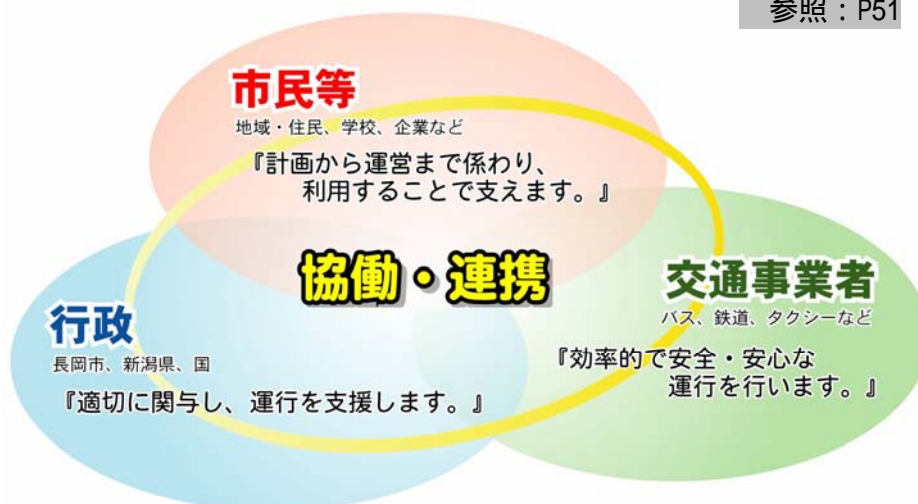 参照：P51
市民等
地域・住民、学校、企業など
『計画から運営まで係わり、
利用することで支えます。』
協働・連携
行政
長岡市、新潟県、国
『適切に関与し、運行を支援します。』
交通事業者
バス、鉄道、タクシーなど
『効率的で安全・安心な
運行を行います。』